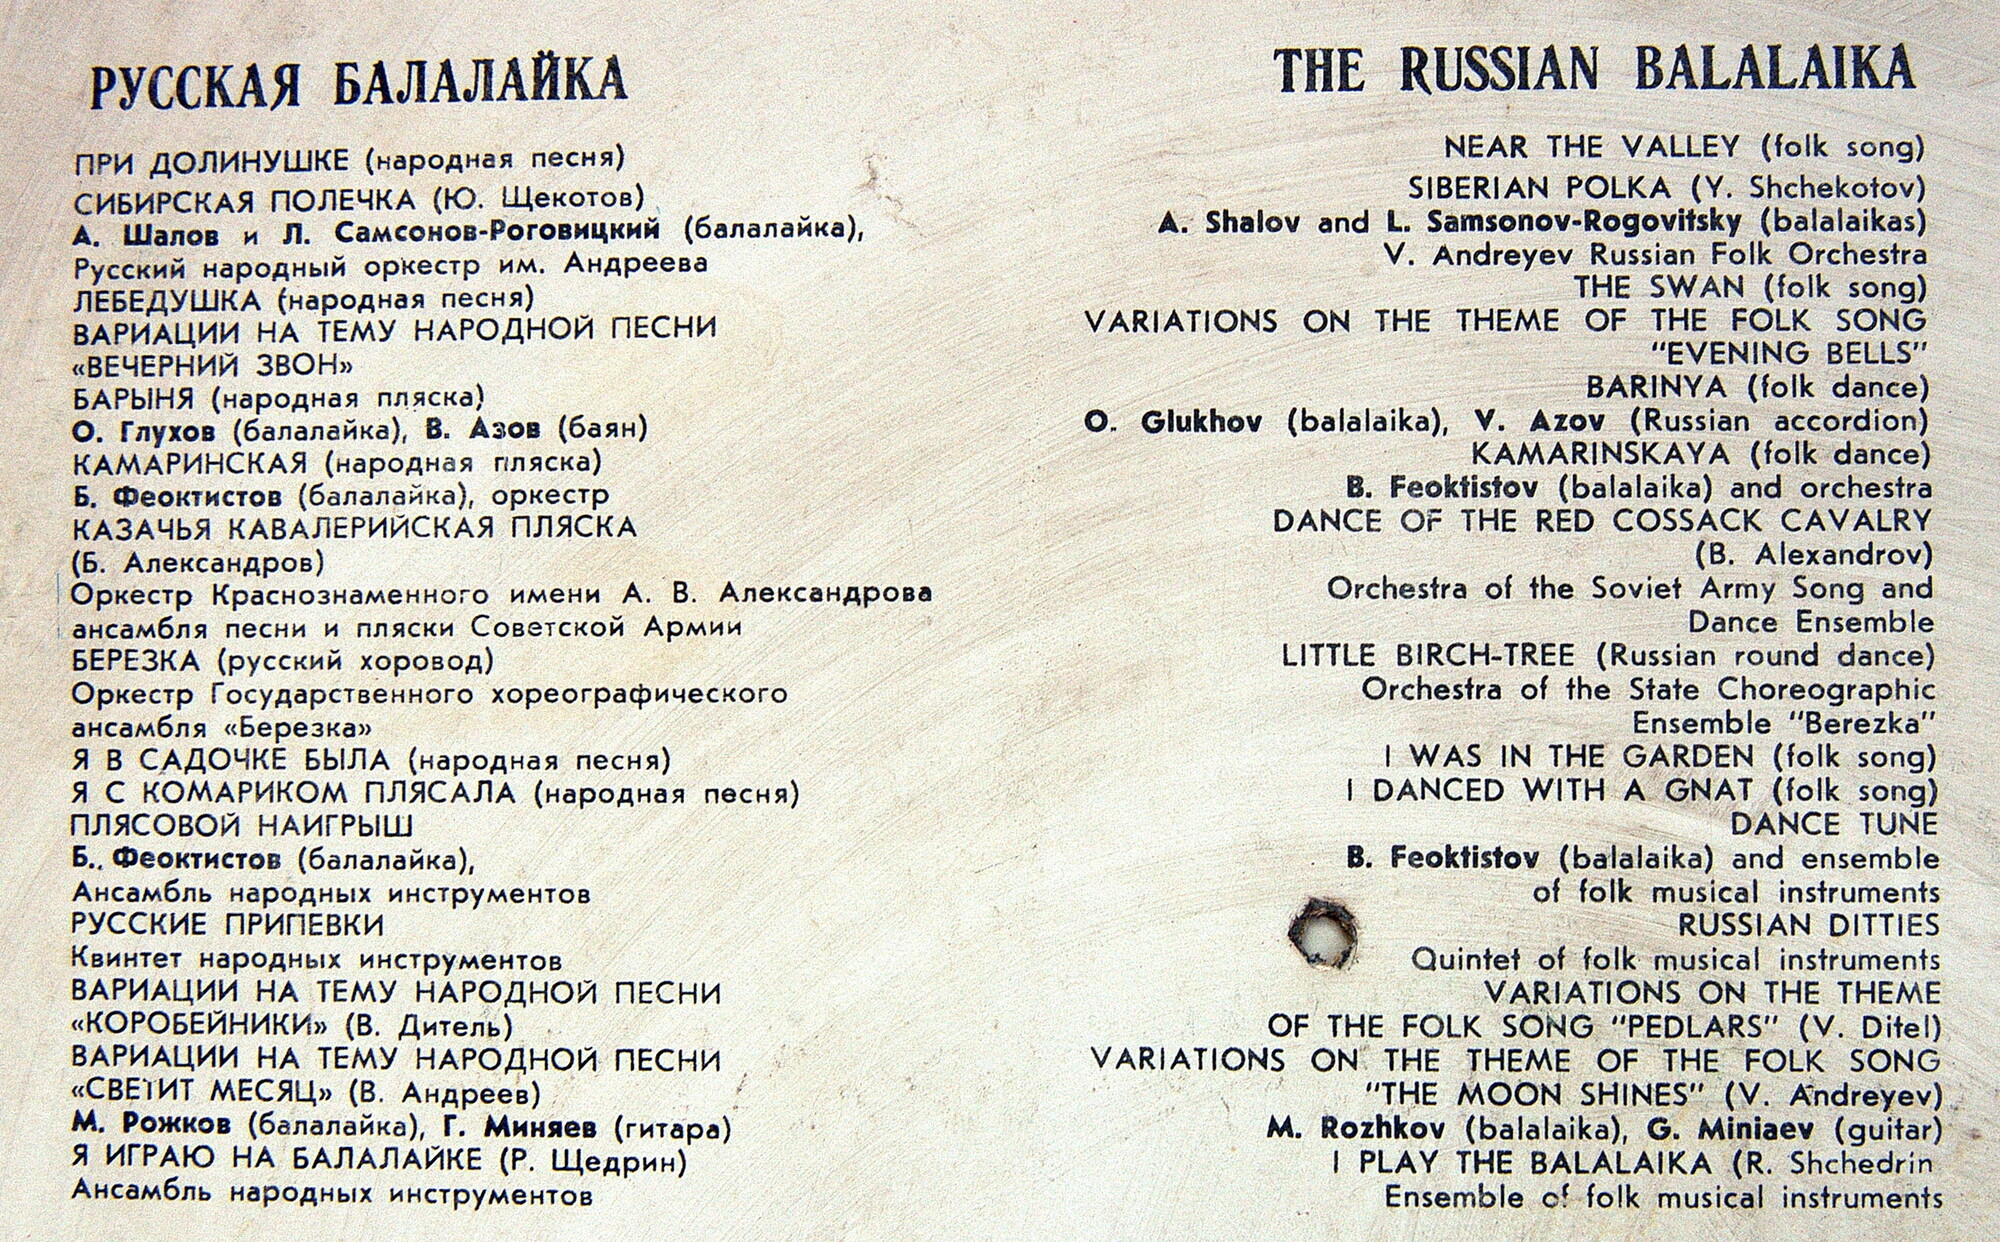 РУССКАЯ БАЛАЛАЙКА
ПРИ ДОЛИНУШКЕ (народная песня)
СИБИРСКАЯ ПОЛЕЧКА (Ю. Щекотов)
А. Шалов и Л. Самсонов-Роговицкий (балалайка),
Русский народный оркестр им. Андреева
ЛЕБЕДУШКА (народная песня)
ВАРИАЦИИ НА ТЕМУ НАРОДНОЙ ПЕСНИ
«ВЕЧЕРНИЙ ЗВОН»
БАРЫНЯ (народная пляска)
О. Глухов (балалайка), В. Азов (баян)
КАМАРИНСКАЯ (народная пляска)
Б. Феоктистов (балалайка), оркестр
КАЗАЧЬЯ КАВАЛЕРИЙСКАЯ ПЛЯСКА
(Б. Александров)
Оркестр Краснознаменного имени А. В. Александрова
ансамбля песни и пляски Советской Армии
БЕРЕЗКА (русский хоровод)
Оркестр Государственного хореографического
ансамбля «Березка»
Я В САДОЧКЕ БЫЛА (народная песня)
Я С КОМАРИКОМ ПЛЯСАЛА (народная песня)
ПЛЯСОВОЙ НАИГРЫШ
Б.. Феоктистов (балалайка),
Ансамбль народных инструментов
РУССКИЕ ПРИПЕВКИ
Квинтет народных инструментов
ВАРИАЦИИ НА ТЕМУ НАРОДНОЙ ПЕСНИ
«КОРОБЕЙНИКИ» (В. Дитель)
ВАРИАЦИИ НА ТЕМУ НАРОДНОЙ ПЕСНИ
«СВЕТИТ МЕСЯЦ» (В. Андреев)
М. Рожков (балалайка), Г. Миняев (гитара)
Я ИГРАЮ НА БАЛАЛАЙКЕ (Р. Щедрин)
Ансамбль народных инструментов
THE RUSSIAN BALALAIKA
NEAR THE VALLEY (folk song)
SIBERIAN POLKA (Y. Shchekotov)
A. Shalov and L. Samsonov-Rogovitsky (balalaikas)
V. Andreyev Russian Folk Orchestra
THE SWAN (folk song)
VARIATIONS ON THE THEME OF THE FOLK SONG
"EVENING BELLS"
BARINYA (folk dance)
O. Glukhov (balalaika), V. Azov (Russian accordion)
KAMARINSKAYA (folk dance)
B. Feoktistov (balalaika) and orchestra
DANCE OF THE RED COSSACK CAVALRY
(B. Alexandrov)
Orchestra of the Soviet Army Song and
Dance Ensemble
LITTLE BIRCH-TREE (Russian round dance)
Orchestra of the State Choreographic
Ensemble "Berezka"
I WAS IN THE GARDEN (folk song)
I DANCED WITH A GNAT (folk song)
DANCE TUNE
B. Feoktistov (balalaika) and ensemble
of folk musical instruments
RUSSIAN DITTIES
Quintet of folk musical instruments
VARIATIONS ON THE THEME
OF THE FOLK SONG "PEDLARS" (V. Ditel)
VARIATIONS ON THE THEME OF THE FOLK SONG
"THE MOON SHINES" (V. Andreyev)
M. Rozhkov (balalaika), G. Miniaev (guitar)
I PLAY THE BALALAIKA (R. Shchedrin
Ensemble of folk musical instruments